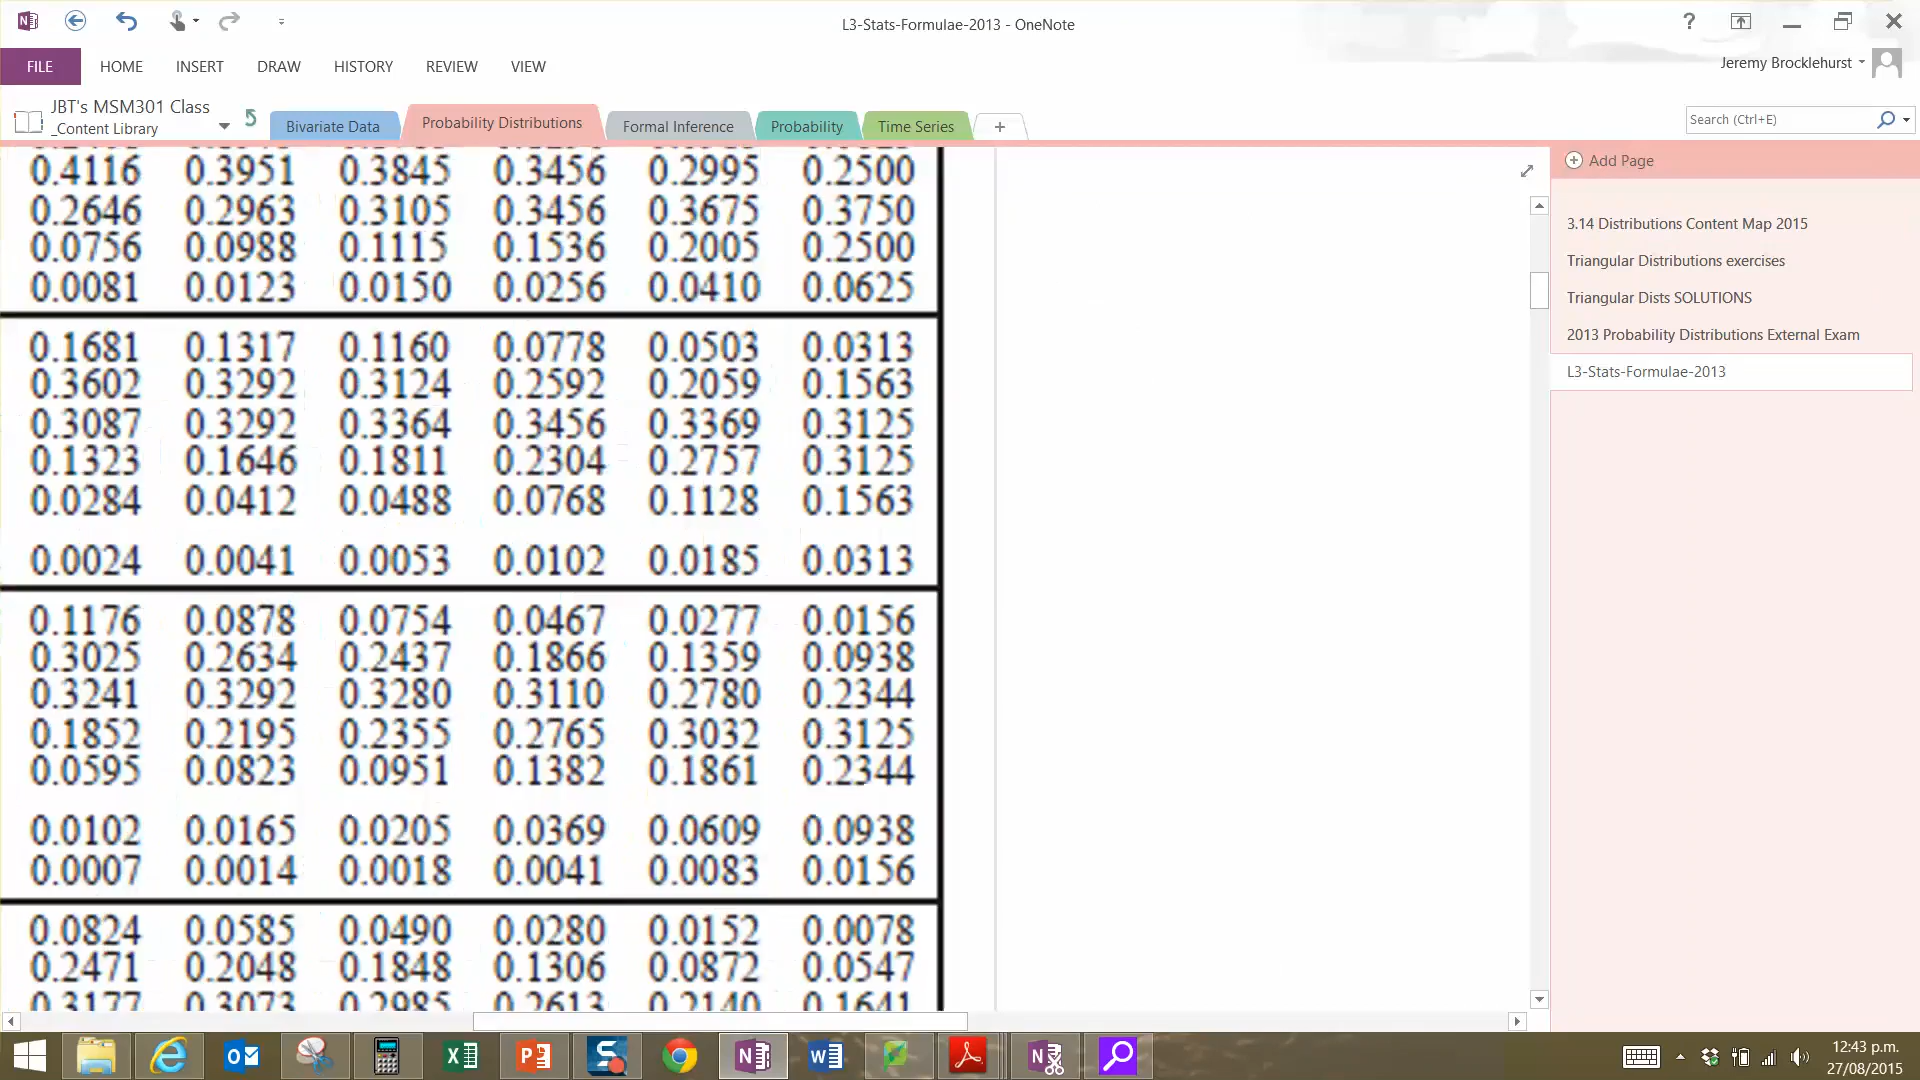 L3-Stats-Formulae-2013 - OneNote
?
FILE HOME INSERT DRAW HISTORY REVIEW VIEW
Jeremy Brocklehurst
JBT's MSM301 Class
_Content Library
Bivariate Data Probability Distributions Formal Inference Probability Time Series +
Search (Ctrl+E)
Add Page
3.14 Distributions Content Map 2015
Triangular Distributions exercises
Triangular Dists SOLUTIONS
2013 Probability Distributions External Exam
L3-Stats-Formulae-2013
0.4116 0.3951 0.3845 0.3456 0.2995 0.2500
0.2646 0.2963 0.3105 0.3456 0.3675 0.3750
0.0756 0.0988 0.1115 0.1536 0.2005 0.2500
0.0081 0.0123 0.0150 0.0256 0.0410 0.0625
0.1681 0.1317 0.1160 0.0778 0.0503 0.0313
0.3602 0.3292 0.3124 0.2592 0.2059 0.1563
0.3087 0.3292 0.3364 0.3456 0.3369 0.3125
0.1323 0.1646 0.1811 0.2304 0.2757 0.3125
0.0284 0.0412 0.0488 0.0768 0.1128 0.1563
0.0024 0.0041 0.0053 0.0102 0.0185 0.0313
0.1176 0.0878 0.0754 0.0467 0.0277 0.0156
0.3025 0.2634 0.2437 0.1866 0.1359 0.0938
0.3241 0.3292 0.3280 0.3110 0.2780 0.2344
0.1852 0.2195 0.2355 0.2765 0.3032 0.3125
0.0595 0.0823 0.0951 0.1382 0.1861 0.2344
0.0102 0.0165 0.0205 0.0369 0.0609 0.0938
0.0007 0.0014 0.0018 0.0041 0.0083 0.0156
0.0824 0.0585 0.0490 0.0280 0.0152 0.0078
0.2471 0.2048 0.1848 0.1306 0.0872 0.0547
0.3177 0.3073 0.2985 0.2613 0.2140 0.1641
12:43 p.m.
27/08/2015